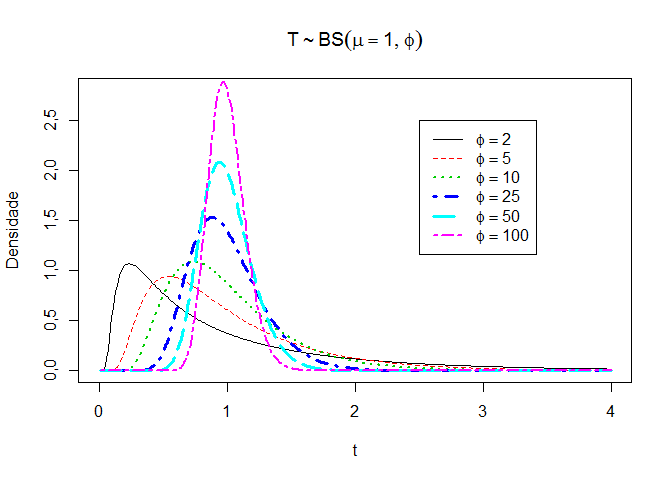 T ~ BS(μ = 1, ϕ)
Densidade
2,5
2,0
1,5
1,0
0,5
0,0
ϕ = 2
ϕ = 5
ϕ = 10
ϕ = 25
ϕ = 50
ϕ = 100
0 1 2 3 4
t